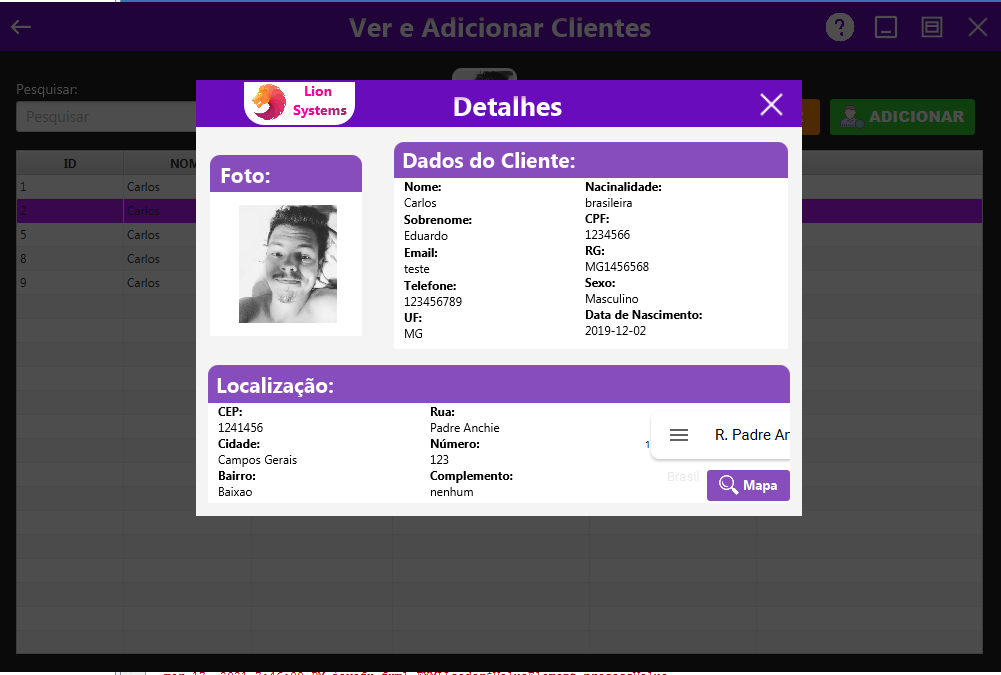 Ver e Adicionar Clientes
?
Pesquisar:
Pesquisar
ADICIONAR
ID
NOM
1
Carlos
2
Carlos
5
Carlos
8
Carlos
9
Carlos
Lion
Systems
Detalhes
Foto:
Dados do Cliente:
Nome:
Carlos
Sobrenome:
Eduardo
Email:
teste
Telefone:
123456789
UF:
MG
Nacinalidade:
brasileira
CPF:
1234566
RG:
MG1456568
Sexo:
Masculino
Data de Nascimento:
2019-12-02
Localização:
CEP:
1241456
Cidade:
Campos Gerais
Bairro:
Baixao
Rua:
Padre Anchie
Número:
123
Complemento:
nenhum
R. Padre An
1
Brasil
Mapa